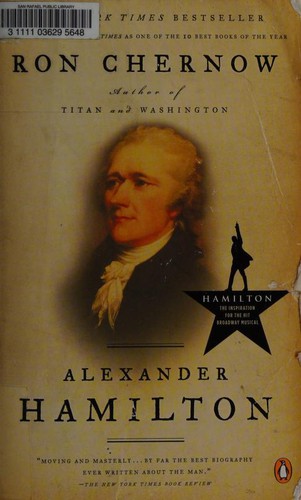 SAN RAFAEL PUBLIC LIBRARY
3 1111 03629 5648
TIMES BESTSELLER
TIMES AS ONE OF THE 10 BEST BOOKS OF THE YEAR
RON CHERNOW
Author of
TITAN and WASHINGTON
HAMILTON
THE INSPIRATION
FOR THE HIT
BROADWAY MUSICAL
ALEXANDER
HAMILTON
"MOVING AND MASTERLY...BY FAR THE BEST BIOGRAPHY
EVER WRITTEN ABOUT THE MAN."
—THE NEW YORK TIMES BOOK REVIEW